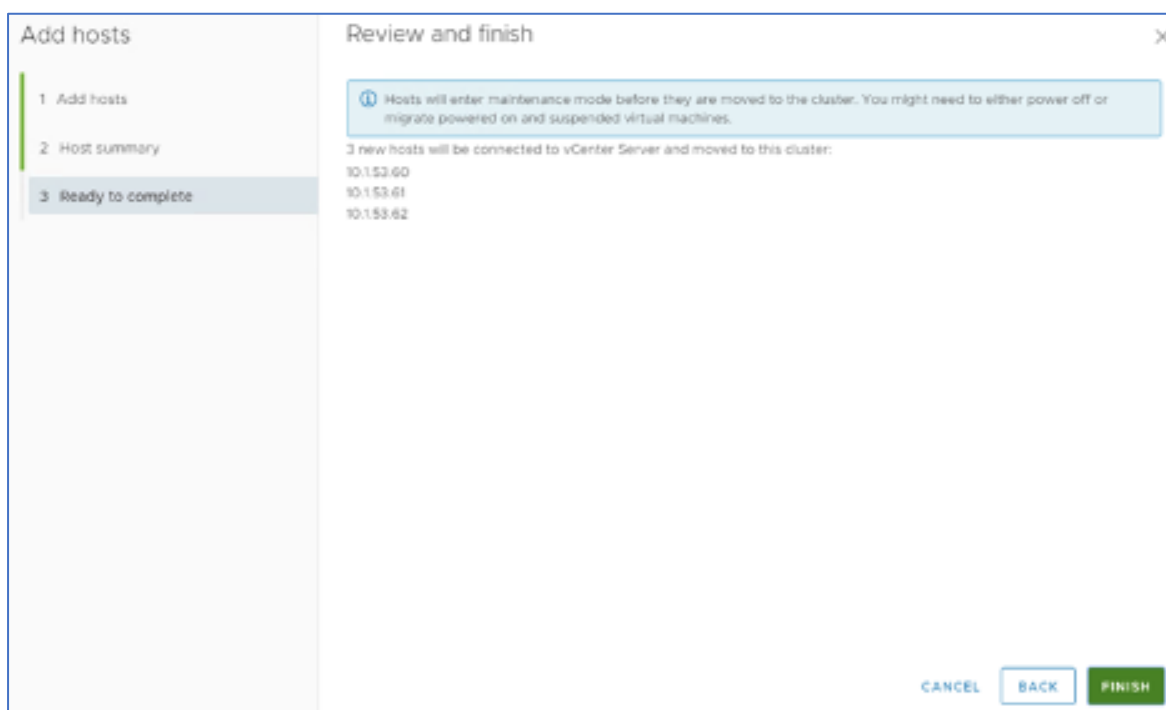 Add hosts
1 Add hosts
2 Host summary
3 Ready to complete
Review and finish
Hosts will enter maintenance mode before they are moved to the cluster. You might need to either power off or
migrate powered on and suspended virtual machines.
3 new hosts will be connected to vCenter Server and moved to this cluster:
10.1.53.60
10.1.53.61
10.1.53.62
CANCEL
BACK
FINISH